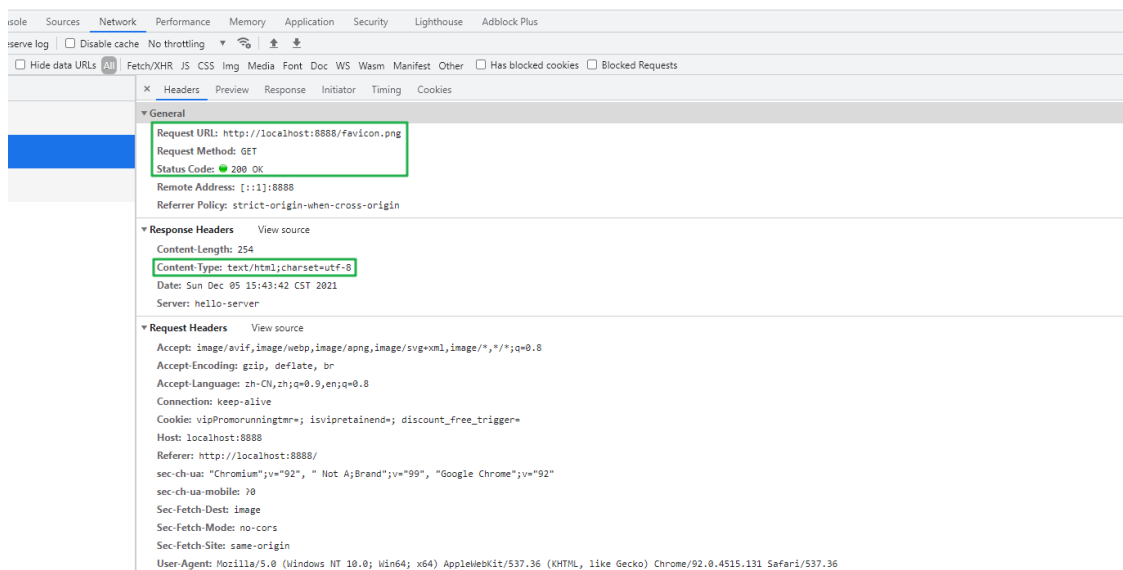 Sources Network Performance Memory Application Security Lighthouse Adblock Plus
log Disable cache No throttling
Hide data URLs All Fetch/XHR JS CSS Img Media Font Doc WS Wasm Manifest Other Has blocked cookies Blocked Requests
× Headers Preview Response Initiator Timing Cookies
General
Request URL: http://localhost:8888/favicon.png
Request Method: GET
Status Code: 200 OK
Remote Address: [::1]:8888
Referrer Policy: strict-origin-when-cross-origin
Response Headers View source
Content-Length: 254
Content-Type: text/html;charset=utf-8
Date: Sun Dec 05 15:43:42 CST 2021
Server: hello-server
Request Headers View source
Accept: image/avif,image/webp,image/apng,image/svg+xml,image/*,*/*;q=0.8
Accept-Encoding: gzip, deflate, br
Accept-Language: zh-CN,zh;q=0.9,en;q=0.8
Connection: keep-alive
Cookie: vipPromorunningtmr=; isvipretainend=; discount_free_trigger=
Host: localhost:8888
Referer: http://localhost:8888/
sec-ch-ua: "Chromium";v="92", " Not A;Brand";v="99", "Google Chrome";v="92"
sec-ch-ua-mobile: ?0
Sec-Fetch-Dest: image
Sec-Fetch-Mode: no-cors
Sec-Fetch-Site: same-origin
User-Agent: Mozilla/5.0 (Windows NT 10.0; Win64; x64) AppleWebKit/537.36 (KHTML, like Gecko) Chrome/92.0.4515.131 Safari/537.36